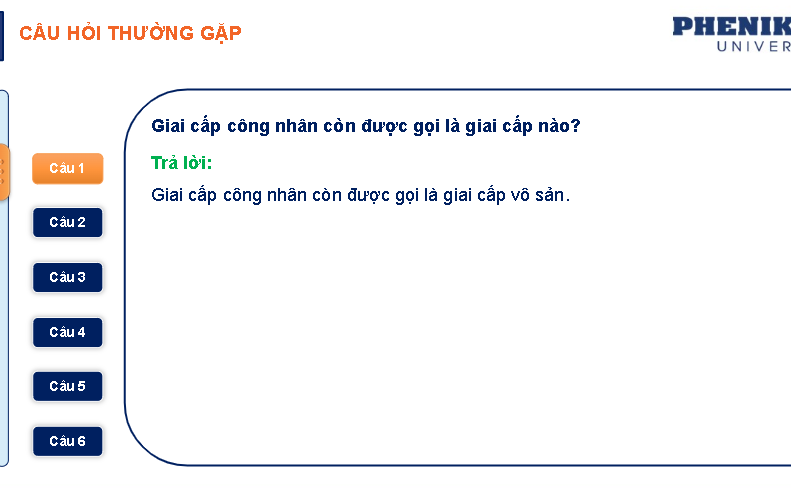 CÂU HỎI THƯỜNG GẶP
PHENIK
UNIVER
Giai cấp công nhân còn được gọi là giai cấp nào?
Trả lời:
Giai cấp công nhân còn được gọi là giai cấp vô sản.
Câu 1
Câu 2
Câu 3
Câu 4
Câu 5
Câu 6